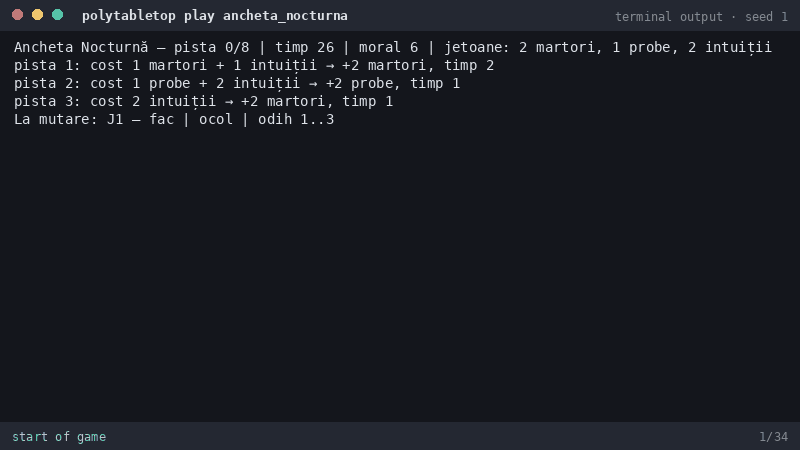 polytabletop play ancheta_nocturna
terminal output · seed 1
Ancheta Nocturnă — pista 0/8 | timp 26 | moral 6 | jetoane: 2 martori, 1 probe, 2 intuiții
pista 1: cost 1 martori + 1 intuiții → +2 martori, timp 2
pista 2: cost 1 probe + 2 intuiții → +2 probe, timp 1
pista 3: cost 2 intuiții → +2 martori, timp 1
La mutare: J1 — fac | ocol | odih 1..3
start of game
1/34